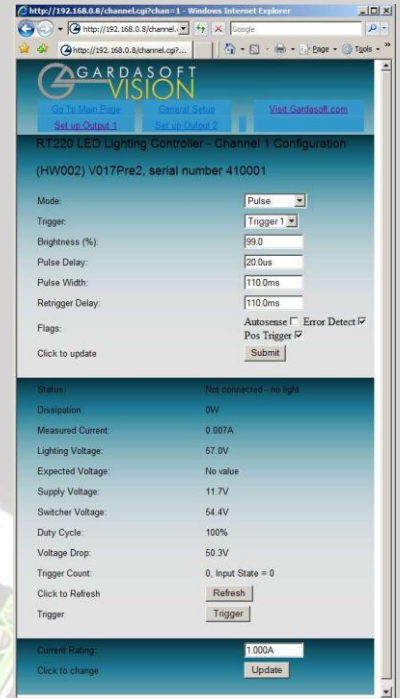 http://192.168.0.8/channel.cgi?chan=1 - Windows Internet Explorer
http://192.168.0.8/channel.
Google
http://192.168.0.8/channel.cgi?...
Page Tools
GARDASOFT
VISION
Go To Main Page General Setup Visit Gardasoft.com
Set up Output 1 Set up Output 2
RT220 LED Lighting Controller - Channel 1 Configuration
(HW002) V017Pre2, serial number 410001
Mode: Pulse
Trigger: Trigger 1
Brightness (%): 99.0
Pulse Delay: 20.0us
Pulse Width: 110.0ms
Retrigger Delay: 110.0ms
Flags: Autosense Error Detect
Pos Trigger
Click to update Submit
Status: Not connected - no light
Dissipation: 0W
Measured Current: 0.007A
Lighting Voltage: 57.0V
Expected Voltage: No value
Supply Voltage: 11.7V
Switcher Voltage: 54.4V
Duty Cycle: 100%
Voltage Drop: 50.3V
Trigger Count: 0, Input State = 0
Click to Refresh Refresh
Trigger Trigger
Current Rating: 1.000A
Click to change Update